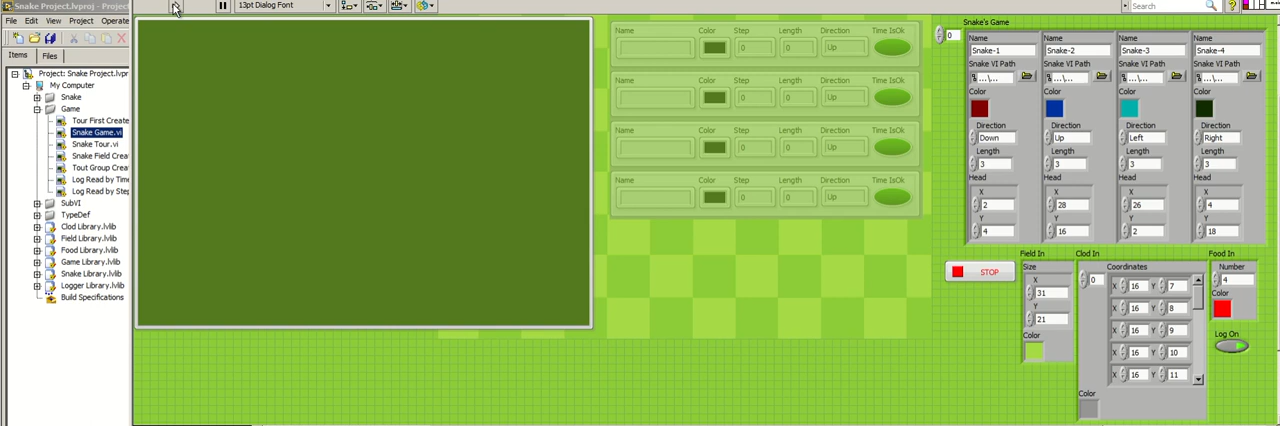 Snake Project.lvproj - Project
13pt Dialog Font
Search
File Edit View Project Operate
Items Files
Project: Snake Project.lvpr
My Computer
Snake
Game
Tour First Create
Snake Game.vi
Snake Tour.vi
Snake Field Crea
Tout Group Crea
Log Read by Time
Log Read by Step
SubVI
TypeDef
Clod Library.lvlib
Field Library.lvlib
Food Library.lvlib
Game Library.lvlib
Snake Library.lvlib
Logger Library.lvlib
Build Specifications
Name Color Step Length Direction Time IsOk
0 0 Up
Name Color Step Length Direction Time IsOk
0 0 Up
Name Color Step Length Direction Time IsOk
0 0 Up
Name Color Step Length Direction Time IsOk
0 0 Up
Snake's Game
0
Name Name Name Name
Snake-1 Snake-2 Snake-3 Snake-4
Snake VI Path Snake VI Path Snake VI Path Snake VI Path
...\... ...\... ...\... ...\...
Color Color Color Color
Direction Direction Direction Direction
Down Up Left Right
Length Length Length Length
3 3 3 3
Head Head Head Head
X X X X
2 28 26 4
Y Y Y Y
4 16 2 18
STOP
Field In
Size
X
31
Y
21
Color
Clod In
0
Coordinates
X 16 Y 7
X 16 Y 8
X 16 Y 9
X 16 Y 10
X 16 Y 11
Color
Food In
Number
4
Color
Log On